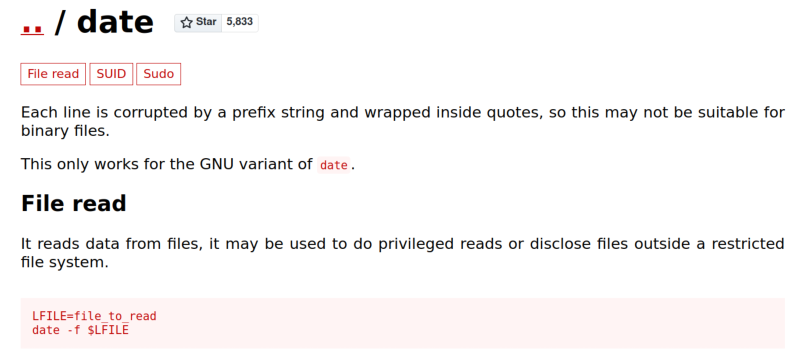 .. / date Star 5,833
File read SUID Sudo
Each line is corrupted by a prefix string and wrapped inside quotes, so this may not be suitable for
binary files.
This only works for the GNU variant of date.
File read
It reads data from files, it may be used to do privileged reads or disclose files outside a restricted
file system.
LFILE=file_to_read
date -f $LFILE